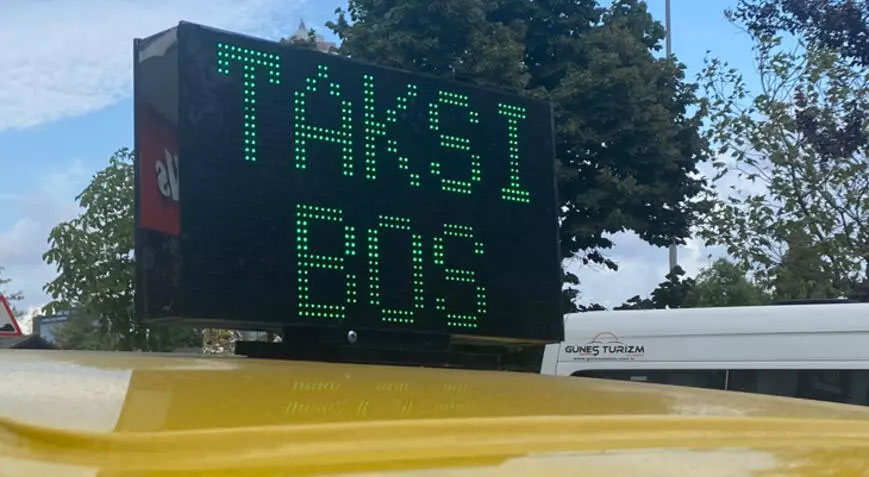 TAKSI
BOS
GÜNEŞ TURİZM